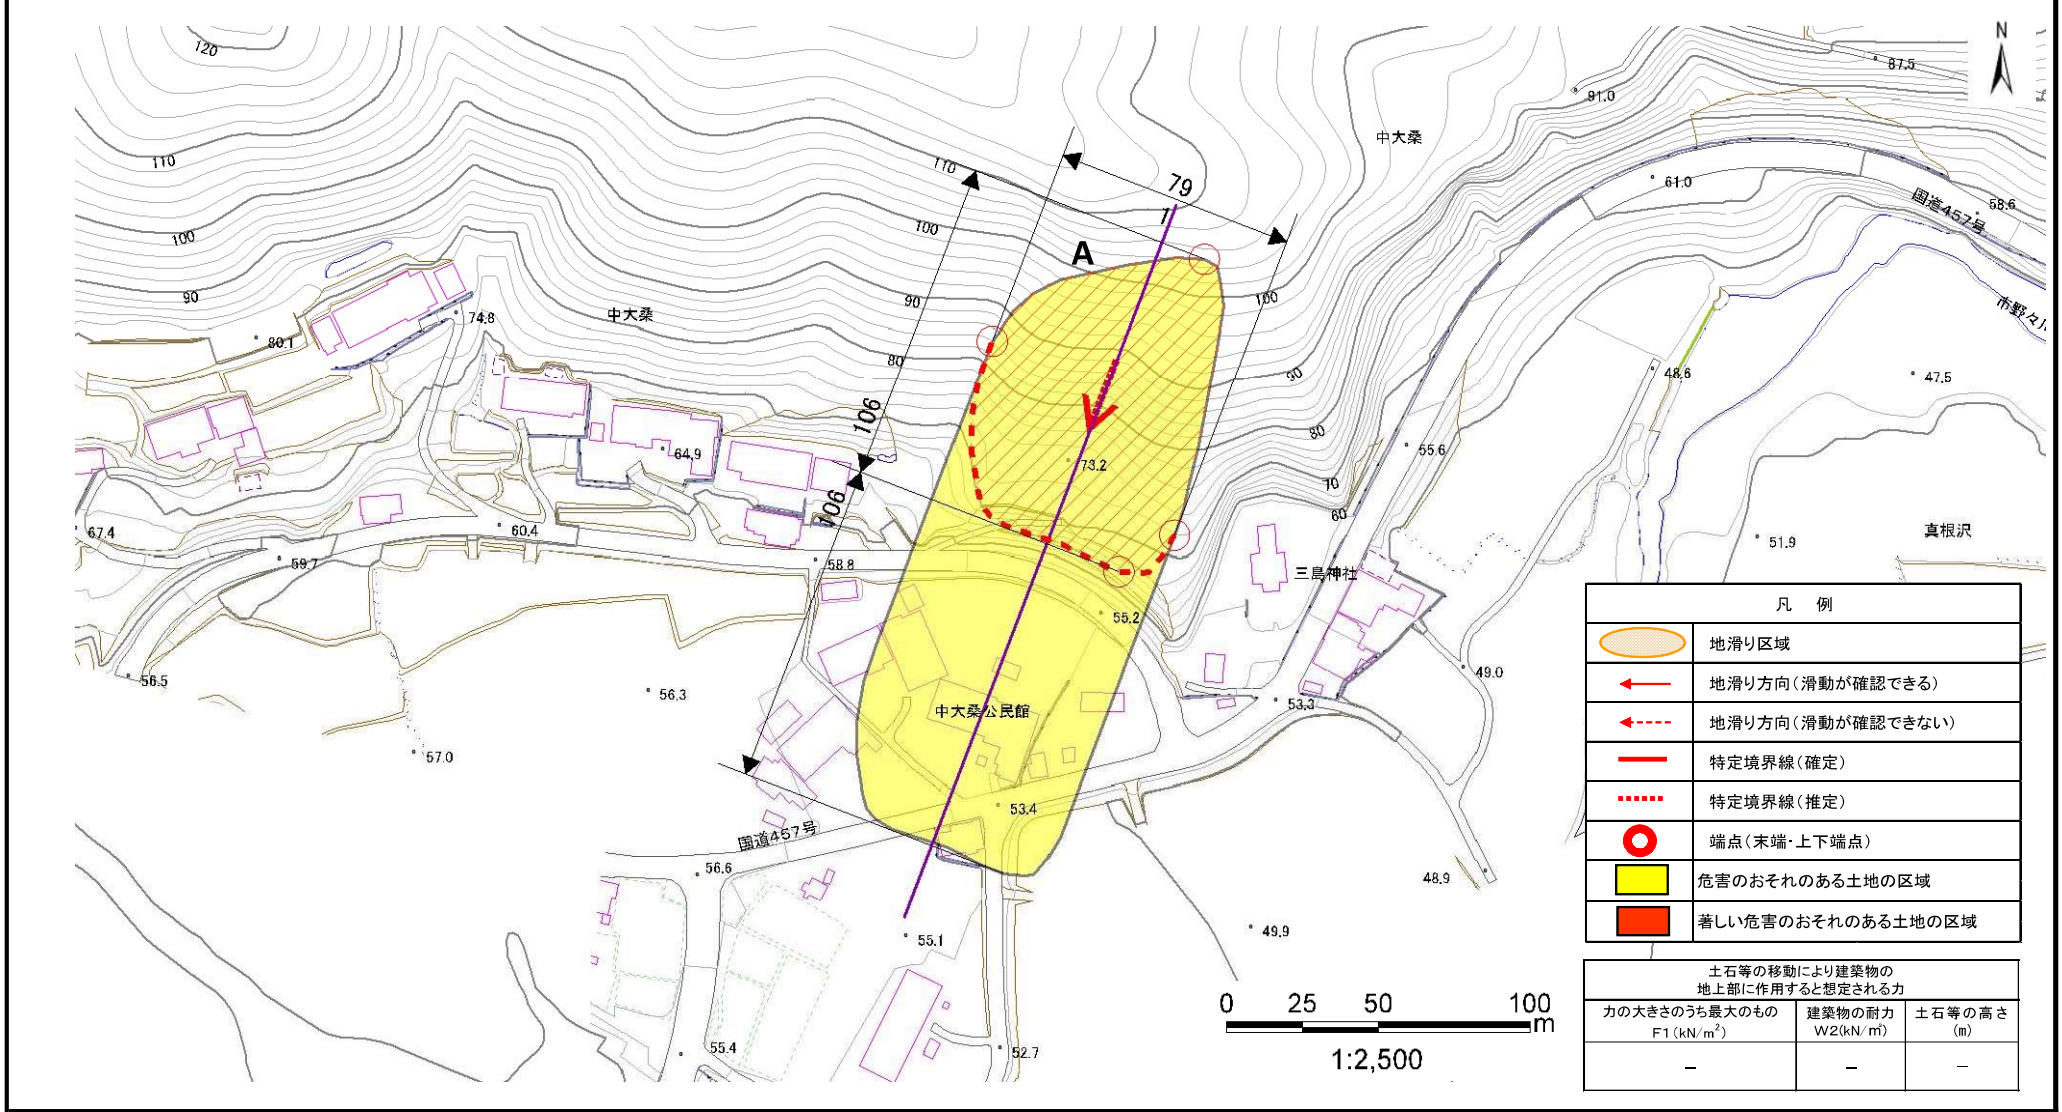 120
N
87.5
91.0
中大桑
110
110
79
61.0
国道457号
58.6
1
100
100
A
90
90
100
市野々川
中大桑
74.8
80.1
80
90
48.6
47.5
106
80
55.6
64.9
73.2
70
106
60
67.4
60.4
51.9
真根沢
59.7
58.8
三島神社
55.2
49.0
56.5
56.3
53.3
中大桑公民館
57.0
53.4
国道457号
56.6
48.9
55.1
49.9
55.4
52.7
凡 例
地滑り区域
地滑り方向(滑動が確認できる)
地滑り方向(滑動が確認できない)
特定境界線(確定)
特定境界線(推定)
端点(末端・上下端点)
危害のおそれのある土地の区域
著しい危害のおそれのある土地の区域
0 25 50 100
m
1:2,500
土石等の移動により建築物の
地上部に作用すると想定される力
力の大きさのうち最大のもの
F1(kN/m²)
建築物の耐力
W2(kN/㎡)
土石等の高さ
(m)
– – –